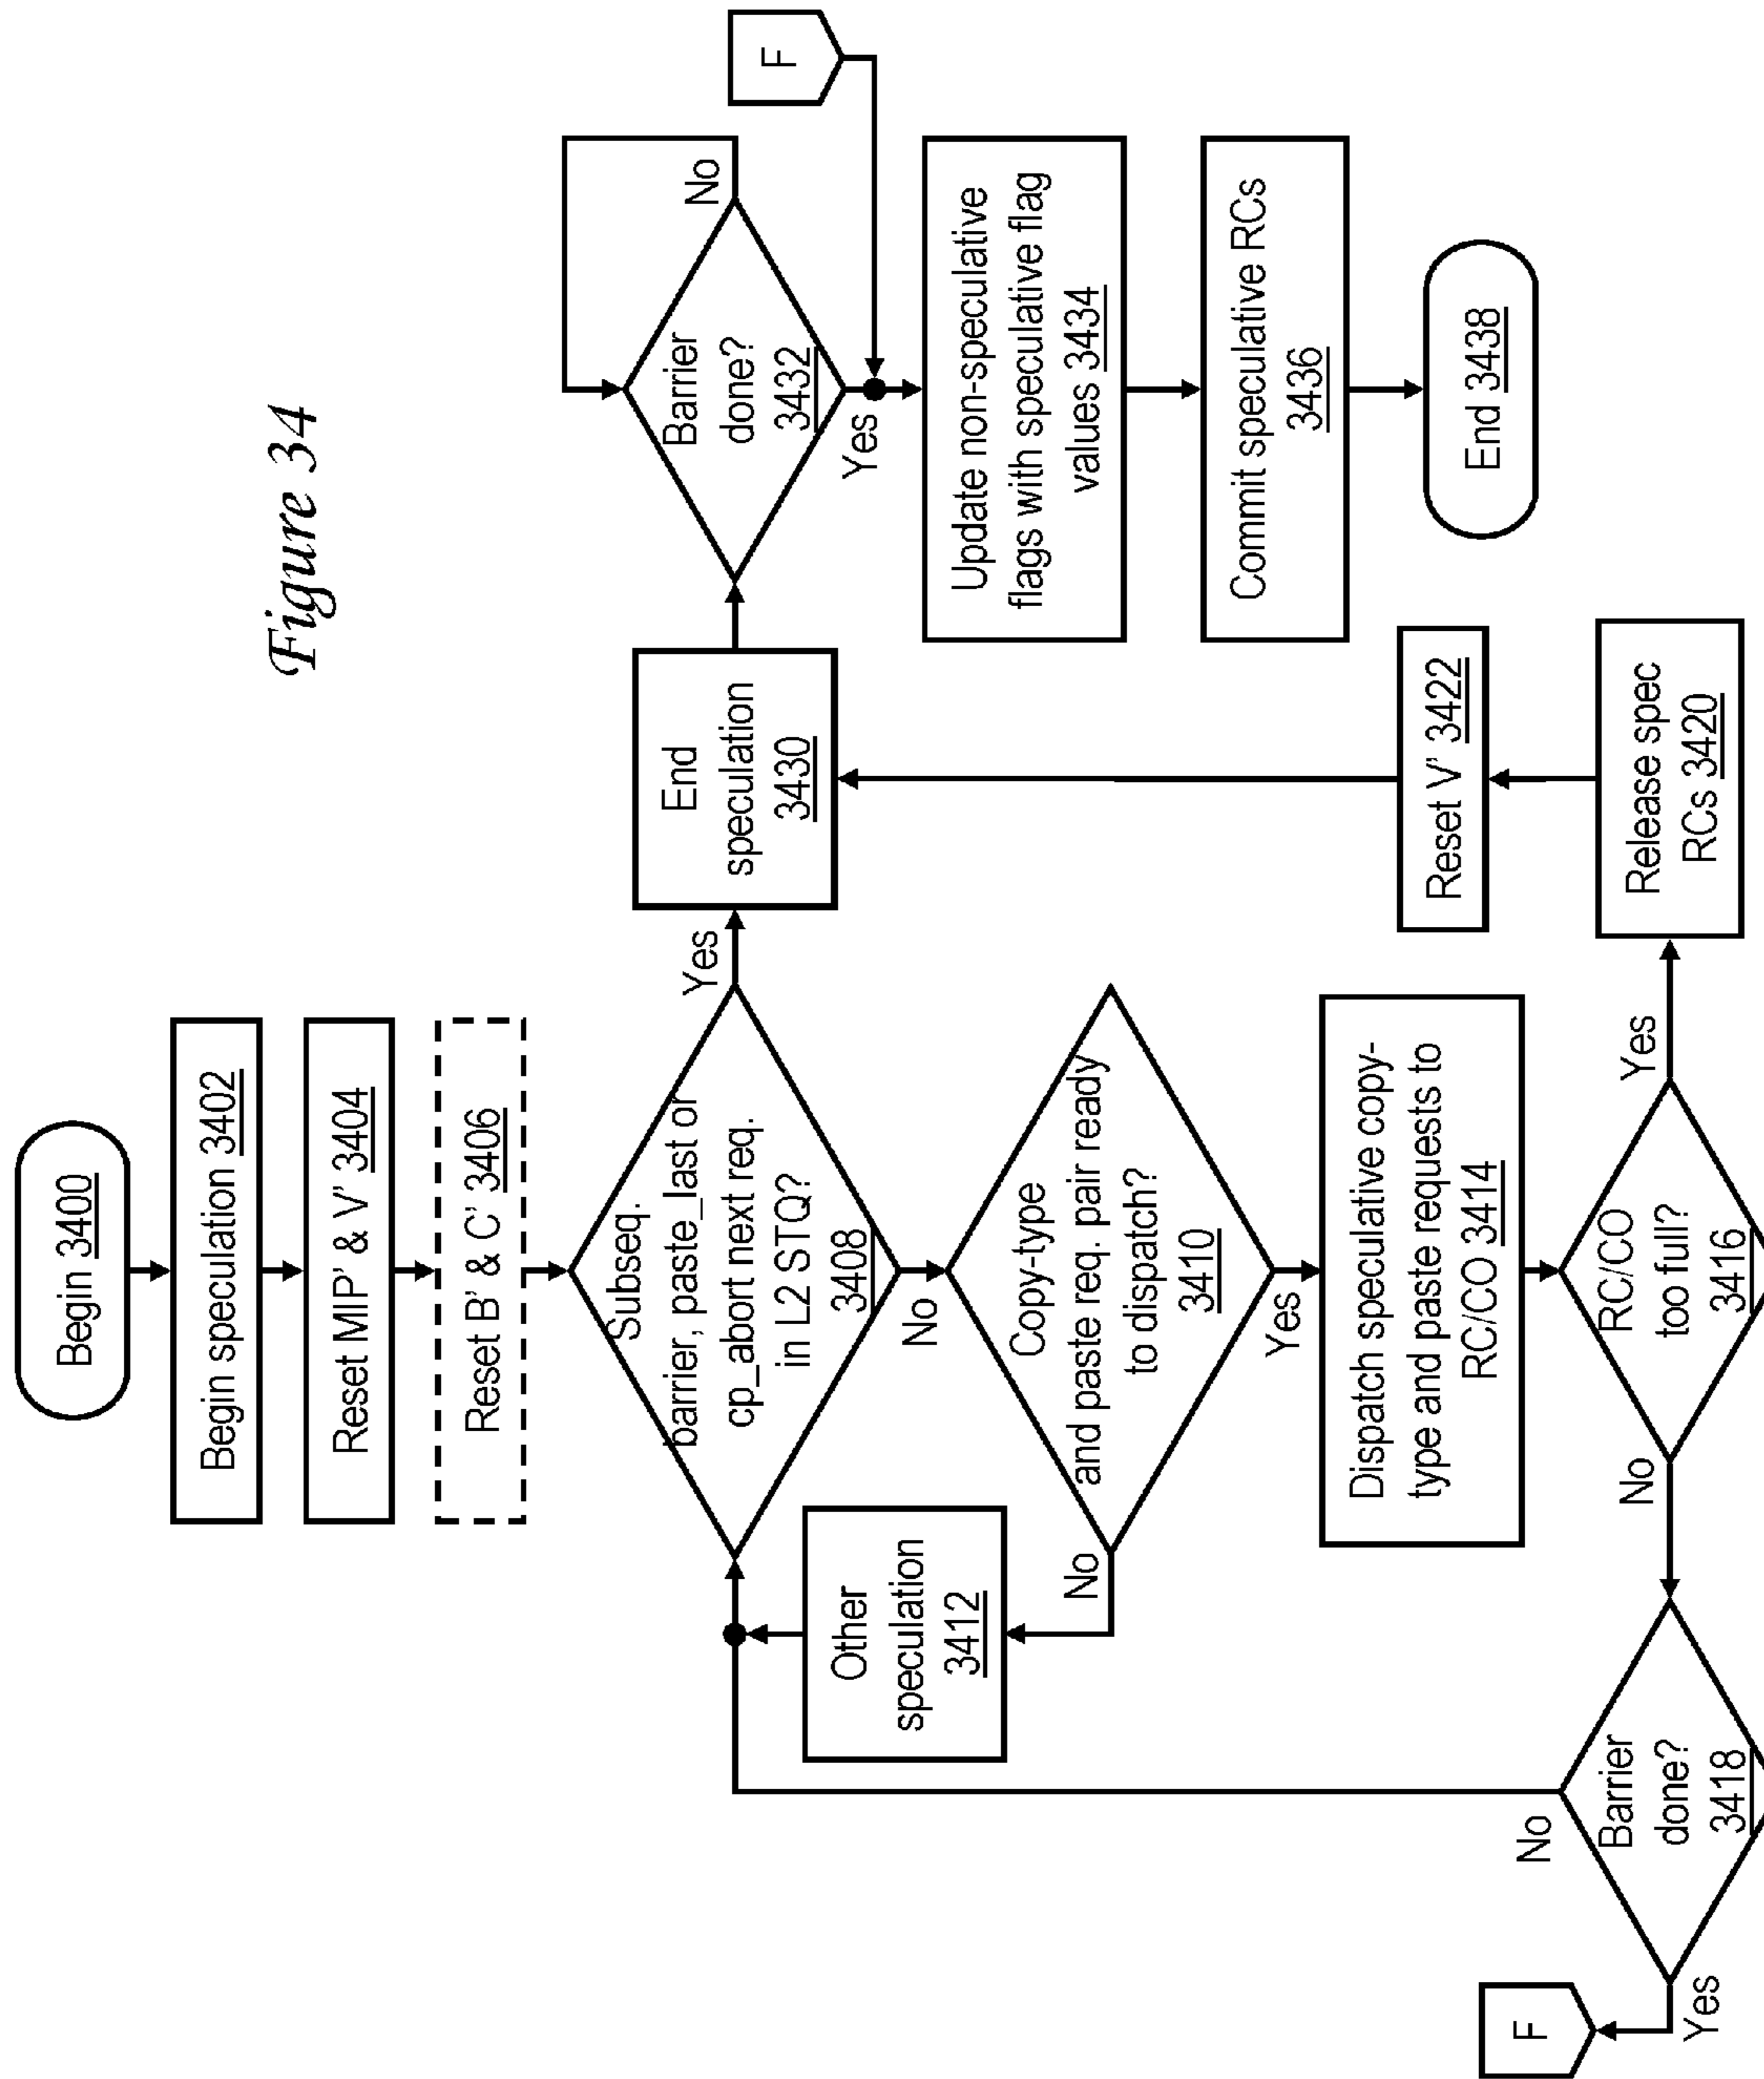 Figure 34
Begin 3400
Begin speculation 3402
Reset MIP' & V' 3404
Reset B' & C' 3406
Subseq.
barrier, paste_last or
cp_abort next req.
in L2 STQ?
3408
Yes
No
Copy-type
and paste req. pair ready
to dispatch?
3410
No
Yes
Other
speculation
3412
Dispatch speculative copy-
type and paste requests to
RC/CO 3414
RC/CO
too full?
3416
Yes
No
Barrier
done?
3418
No
Yes
F
Release spec
RCs 3420
Reset V' 3422
End
speculation
3430
Barrier
done?
3432
No
Yes
F
Update non-speculative
flags with speculative flag
values 3434
Commit speculative RCs
3436
End 3438